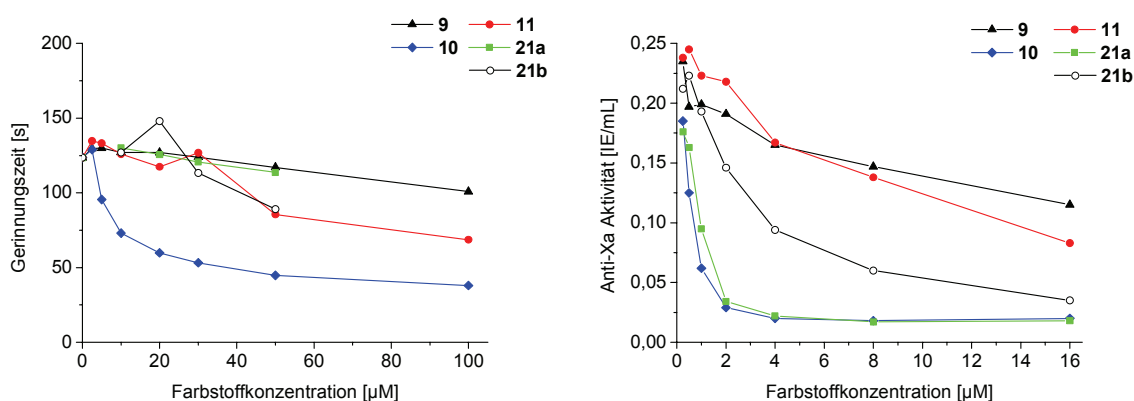 9 11
10 21a
21b
Gerinnungszeit [s]
200
150
100
50
0
0 20 40 60 80 100
Farbstoffkonzentration [µM]
9 11
10 21a
21b
Anti-Xa Aktivität [IE/mL]
0,25
0,20
0,15
0,10
0,05
0,00
0 2 4 6 8 10 12 14 16
Farbstoffkonzentration [µM]